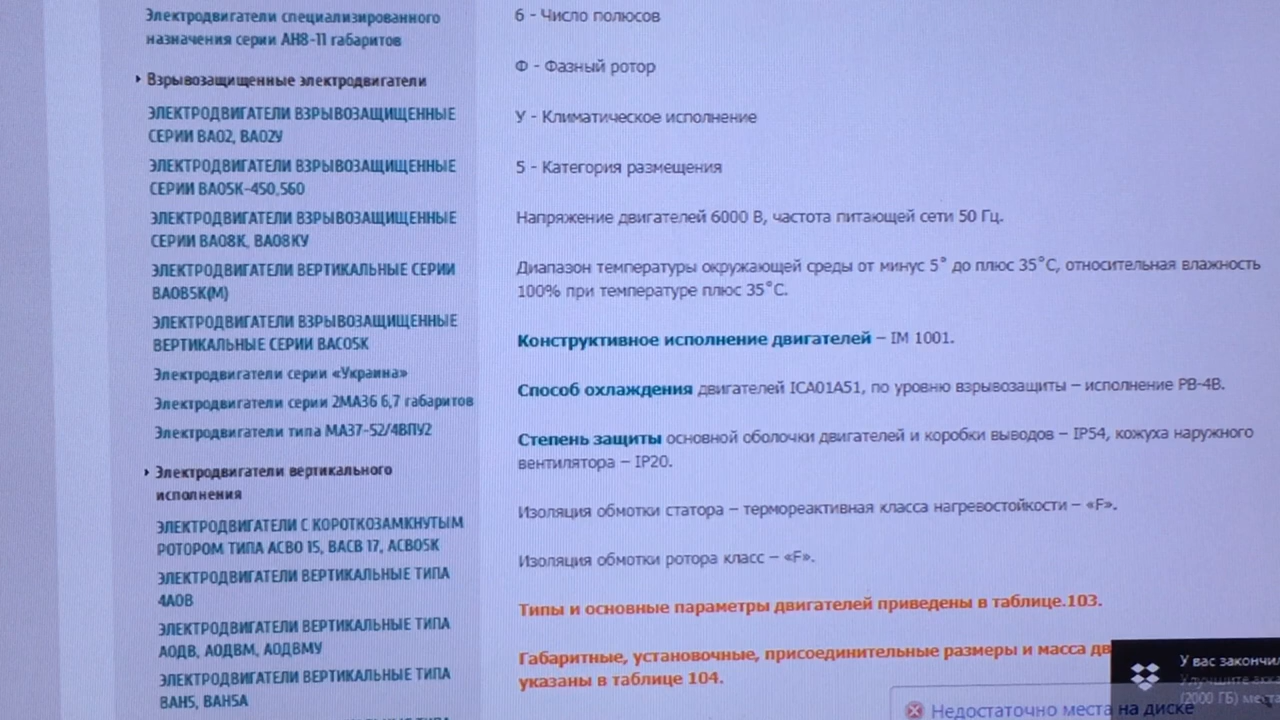 Электродвигатели специализированного
назначения серии АН8-11 габаритов
Взрывозащищенные электродвигатели
ЭЛЕКТРОДВИГАТЕЛИ ВЗРЫВОЗАЩИЩЕННЫЕ
СЕРИИ ВАО2, ВАО2У
ЭЛЕКТРОДВИГАТЕЛИ ВЗРЫВОЗАЩИЩЕННЫЕ
СЕРИИ ВАО5К-450,560
ЭЛЕКТРОДВИГАТЕЛИ ВЗРЫВОЗАЩИЩЕННЫЕ
СЕРИИ ВАО8К, ВАО8КУ
ЭЛЕКТРОДВИГАТЕЛИ ВЕРТИКАЛЬНЫЕ СЕРИИ
ВАОВ5К(М)
ЭЛЕКТРОДВИГАТЕЛИ ВЗРЫВОЗАЩИЩЕННЫЕ
ВЕРТИКАЛЬНЫЕ СЕРИИ ВАСО5К
Электродвигатели серии «Украина»
Электродвигатели серии 2МА36 6,7 габаритов
Электродвигатели типа МА37-52/4ВПУ2
Электродвигатели вертикального
исполнения
ЭЛЕКТРОДВИГАТЕЛИ С КОРОТКОЗАМКНУТЫМ
РОТОРОМ ТИПА АСВО 15, ВАСВ 17, АСВО5К
ЭЛЕКТРОДВИГАТЕЛИ ВЕРТИКАЛЬНЫЕ ТИПА
4АОВ
ЭЛЕКТРОДВИГАТЕЛИ ВЕРТИКАЛЬНЫЕ ТИПА
АОДВ, АОДВМ, АОДВМУ
ЭЛЕКТРОДВИГАТЕЛИ ВЕРТИКАЛЬНЫЕ ТИПА
ВАН5, ВАН5А
6 - Число полюсов
Ф - Фазный ротор
У - Климатическое исполнение
5 - Категория размещения
Напряжение двигателей 6000 В, частота питающей сети 50 Гц.
Диапазон температуры окружающей среды от минус 5° до плюс 35°С, относительная влажность
100% при температуре плюс 35°С.
Конструктивное исполнение двигателей – IM 1001.
Способ охлаждения двигателей ICA01A51, по уровню взрывозащиты – исполнение РВ-4В.
Степень защиты основной оболочки двигателей и коробки выводов – IP54, кожуха наружного
вентилятора – IP20.
Изоляция обмотки статора – термореактивная класса нагревостойкости – «F».
Изоляция обмотки ротора класс – «F».
Типы и основные параметры двигателей приведены в таблице.103.
Габаритные, установочные, присоединительные размеры и масса дв
указаны в таблице 104.
У вас закончил
Улучшите акка
(2000 ГБ) места
Недостаточно места на диске